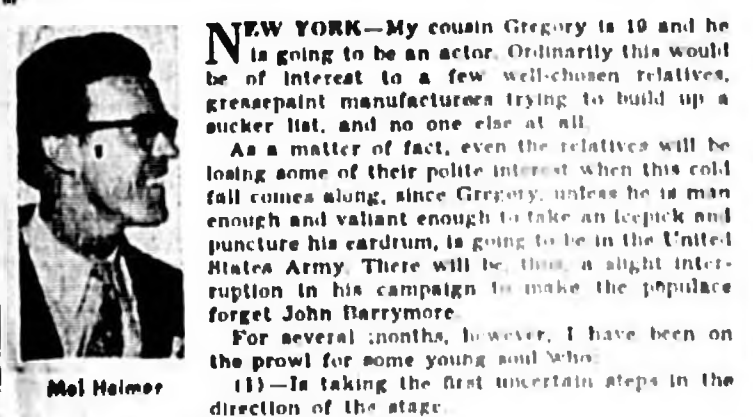 NEW YORK—My cousin Gregory is 19 and he
is going to be an actor. Ordinarily this would
be of interest to a few well-chosen relatives,
greasepaint manufacturers trying to build up a
sucker list, and no one else at all.
As a matter of fact, even the relatives will be
losing some of their polite interest when this cold
fall comes along, since Gregory, unless he is man
enough and valiant enough to take an icepick and
puncture his eardrum, is going to be in the United
States Army. There will be, thus, a slight inter-
ruption in his campaign to make the populace
forget John Barrymore.
For several months, however, I have been on
the prowl for some young soul who:
(1)—Is taking the first uncertain steps in the
direction of the stage.
Mel Heimer